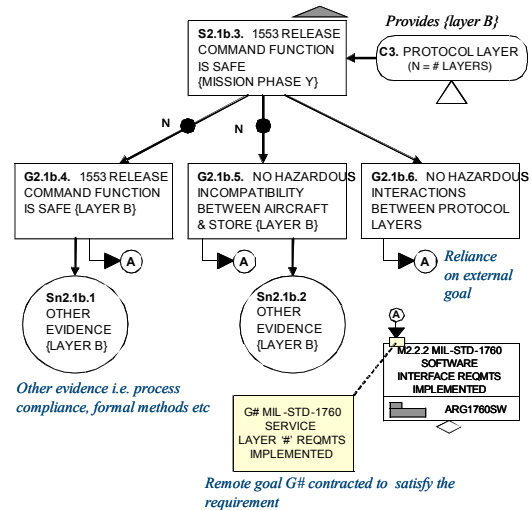 Provides {layer B}
S2.1b.3. 1553 RELEASE
COMMAND FUNCTION
IS SAFE
{MISSION PHASE Y}
C3. PROTOCOL LAYER
(N = # LAYERS)
N
N
G2.1b.4. 1553 RELEASE
COMMAND FUNCTION
IS SAFE {LAYER B}
G2.1b.5. NO HAZARDOUS
INCOMPATIBILITY
BETWEEN AIRCRAFT
& STORE {LAYER B}
G2.1b.6. NO HAZARDOUS
INTERACTIONS
BETWEEN PROTOCOL
LAYERS
A
A
A
Reliance
on external
goal
Sn2.1b.1
OTHER
EVIDENCE
{LAYER B}
Sn2.1b.2
OTHER
EVIDENCE
{LAYER B}
A
M2.2.2 MIL-STD-1760
SOFTWARE
INTERFACE REQMTS
IMPLEMENTED
ARG1760SW
Other evidence i.e. process
compliance, formal methods etc
G# MIL-STD-1760
SERVICE
LAYER ‘#’ REQMTS
IMPLEMENTED
Remote goal G# contracted to satisfy the
requirement